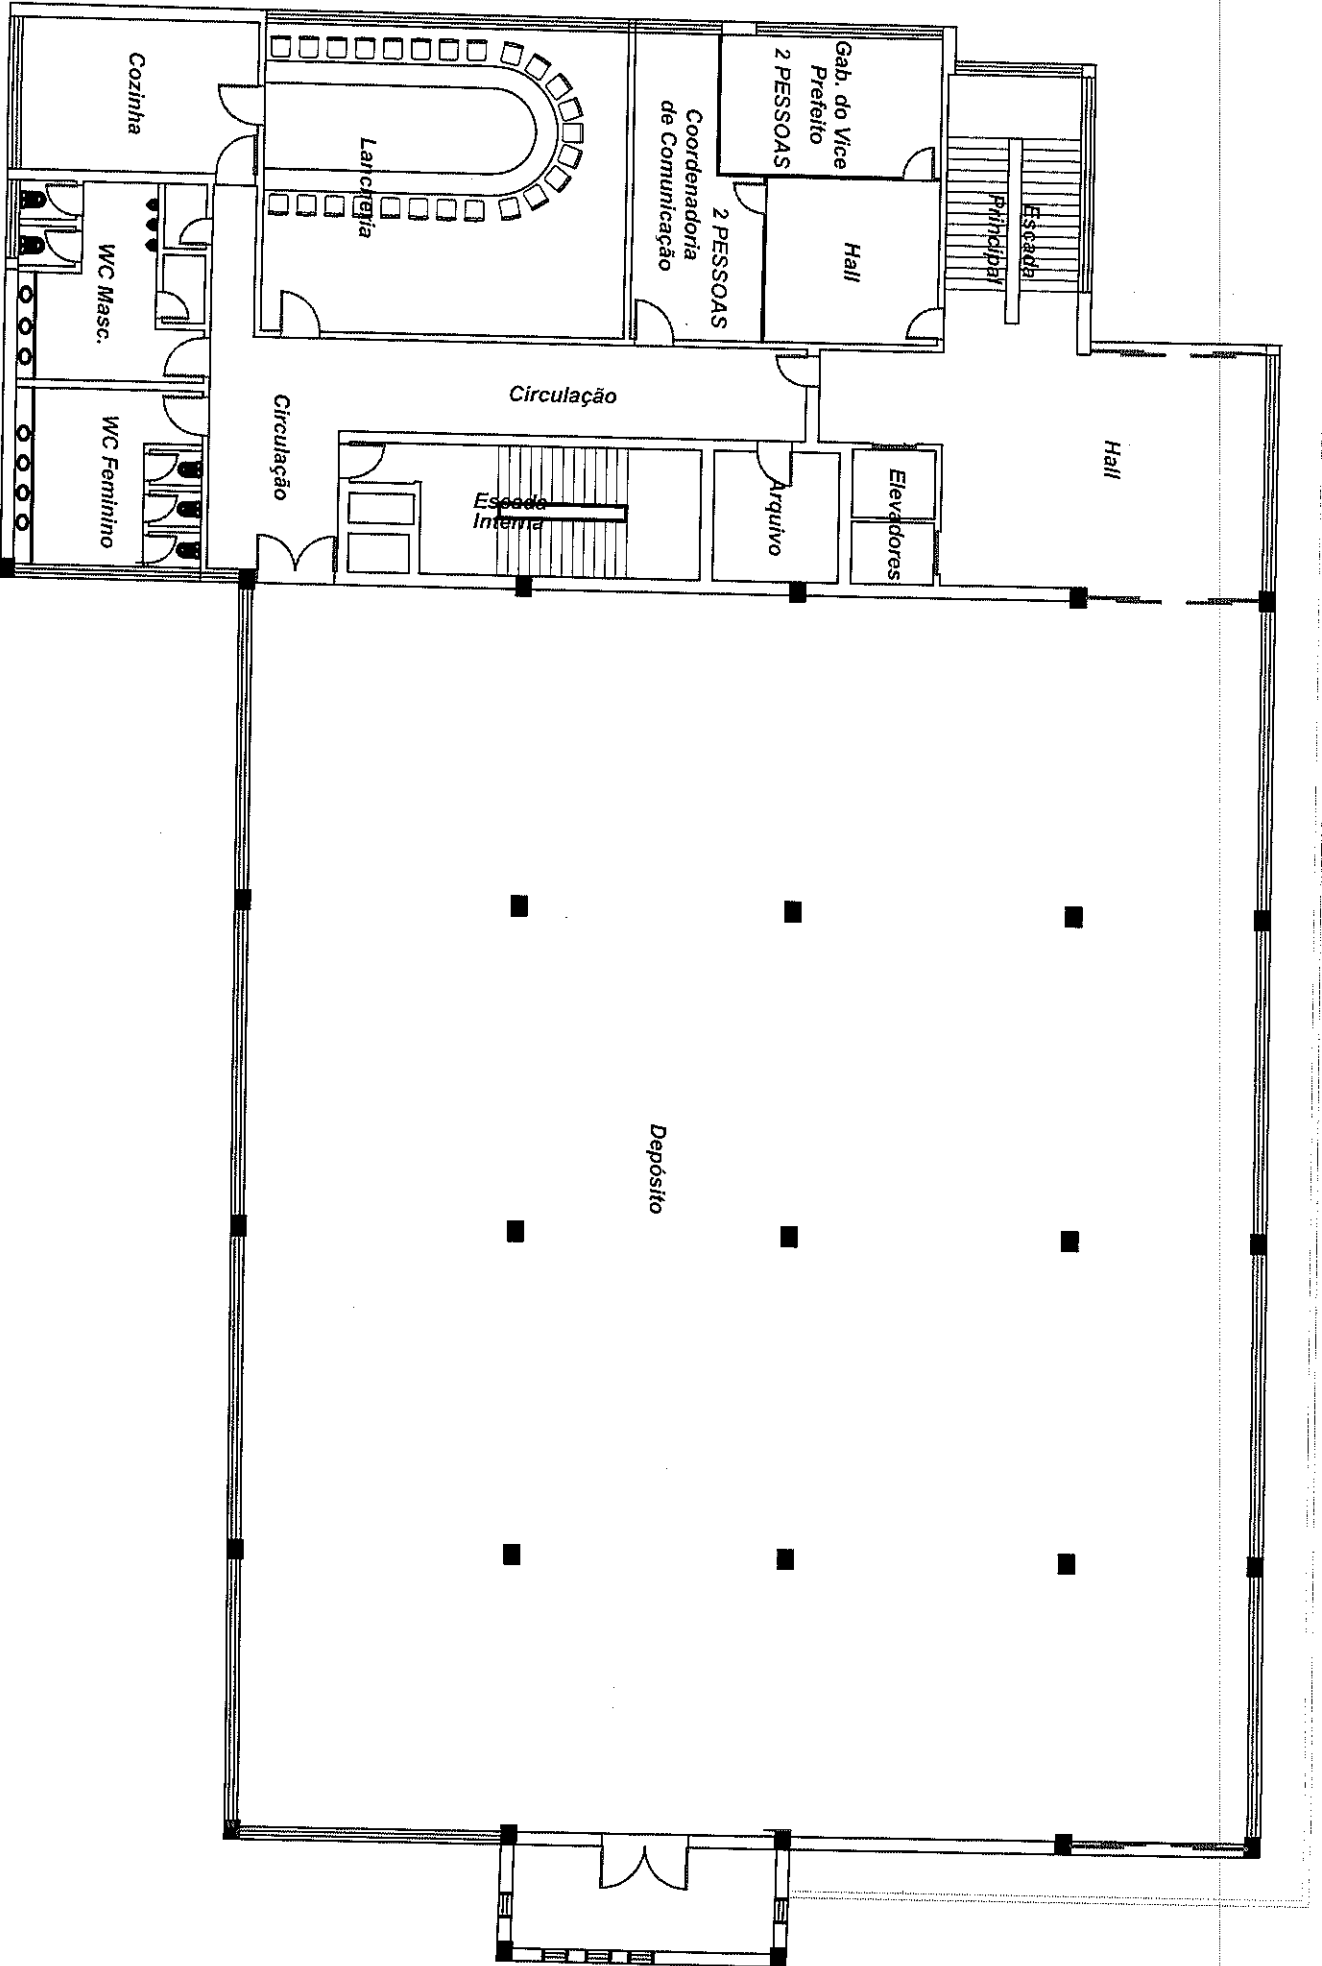 Cozinha
Lancheria
Gab. do Vice
Prefeito
2 PESSOAS
Coordenadoria
de Comunicação
2 PESSOAS
Hall
Escada
Principal
WC Masc.
WC Feminino
Circulação
Circulação
Escada
Interna
Arquivo
Elevadores
Hall
Depósito